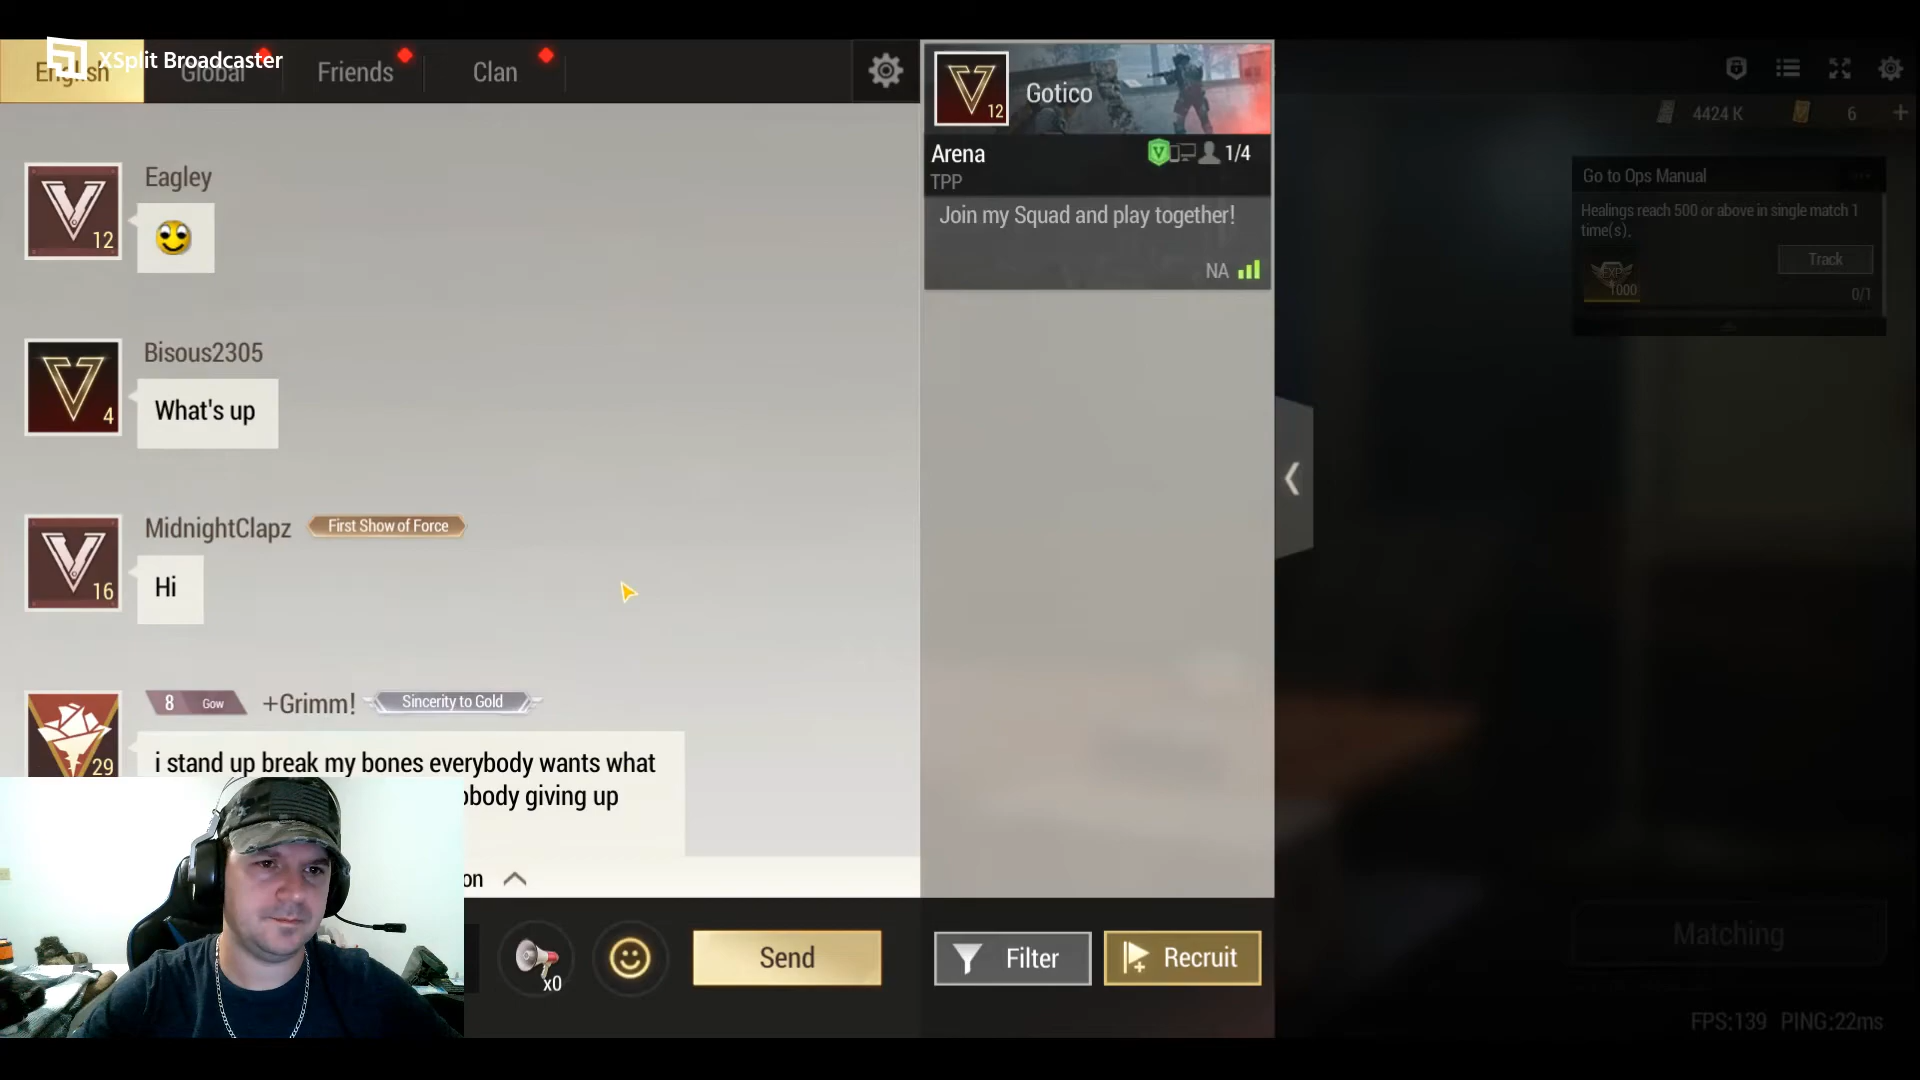 XSplit Broadcaster
English
Global
Friends
Clan
Eagley
12
Bisous2305
What's up
4
MidnightClapz
First Show of Force
Hi
16
8 Gow +Grimm! Sincerity to Gold
29
i stand up break my bones everybody wants what
giving up
on
x0
Send
12
Gotico
Arena
1/4
TPP
Join my Squad and play together!
NA
Filter
Recruit
4424 K
6
Go to Ops Manual
Healings reach 500 or above in single match 1
time(s).
EXP
1000
Track
0/1
Matching
FPS:139 PING:22ms